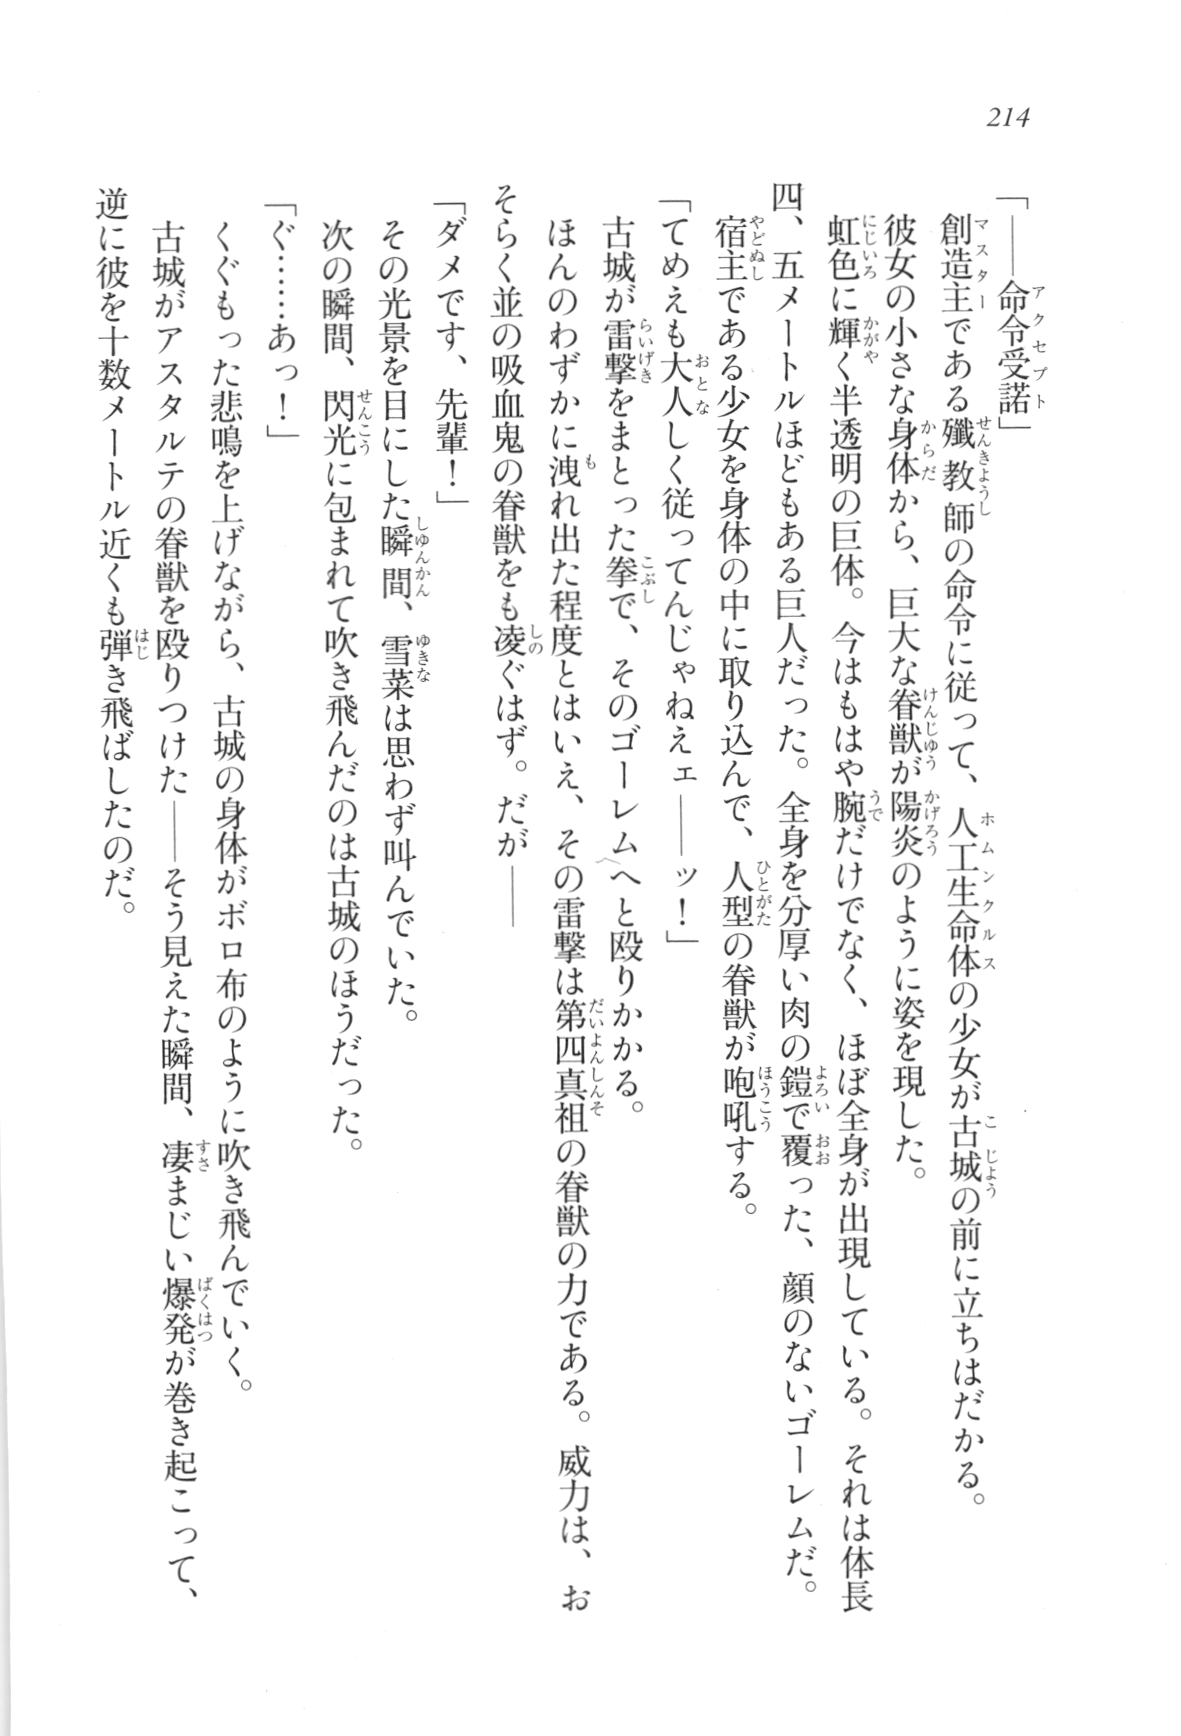 214
「――命令受諾」
創造主である殲教師の命令に従って、人工生命体の少女が古城の前に立ちはだかる。
彼女の小さな身体から、巨大な眷獣が陽炎のように姿を現した。
虹色に輝く半透明の巨体。今はもはや腕だけでなく、ほぼ全身が出現している。それは体長
四、五メートルほどもある巨人だった。全身を分厚い肉の鎧で覆った、顔のないゴーレムだ。
宿主である少女を身体の中に取り込んで、人型の眷獣が咆吼する。
「てめえも大人しく従ってんじゃねえェ――ッ！」
古城が雷撃をまとった拳で、そのゴーレムへと殴りかかる。
ほんのわずかに洩れ出た程度とはいえ、その雷撃は第四真祖の眷獣の力である。威力は、お
そらく並の吸血鬼の眷獣をも凌ぐはず。だが――
「ダメです、先輩！」
その光景を目にした瞬間、雪菜は思わず叫んでいた。
次の瞬間、閃光に包まれて吹き飛んだのは古城のほうだった。
「ぐ……あっ！」
くぐもった悲鳴を上げながら、古城の身体がボロ布のように吹き飛んでいく。
古城がアスタルテの眷獣を殴りつけた――そう見えた瞬間、凄まじい爆発が巻き起こって、
逆に彼を十数メートル近くも弾き飛ばしたのだ。